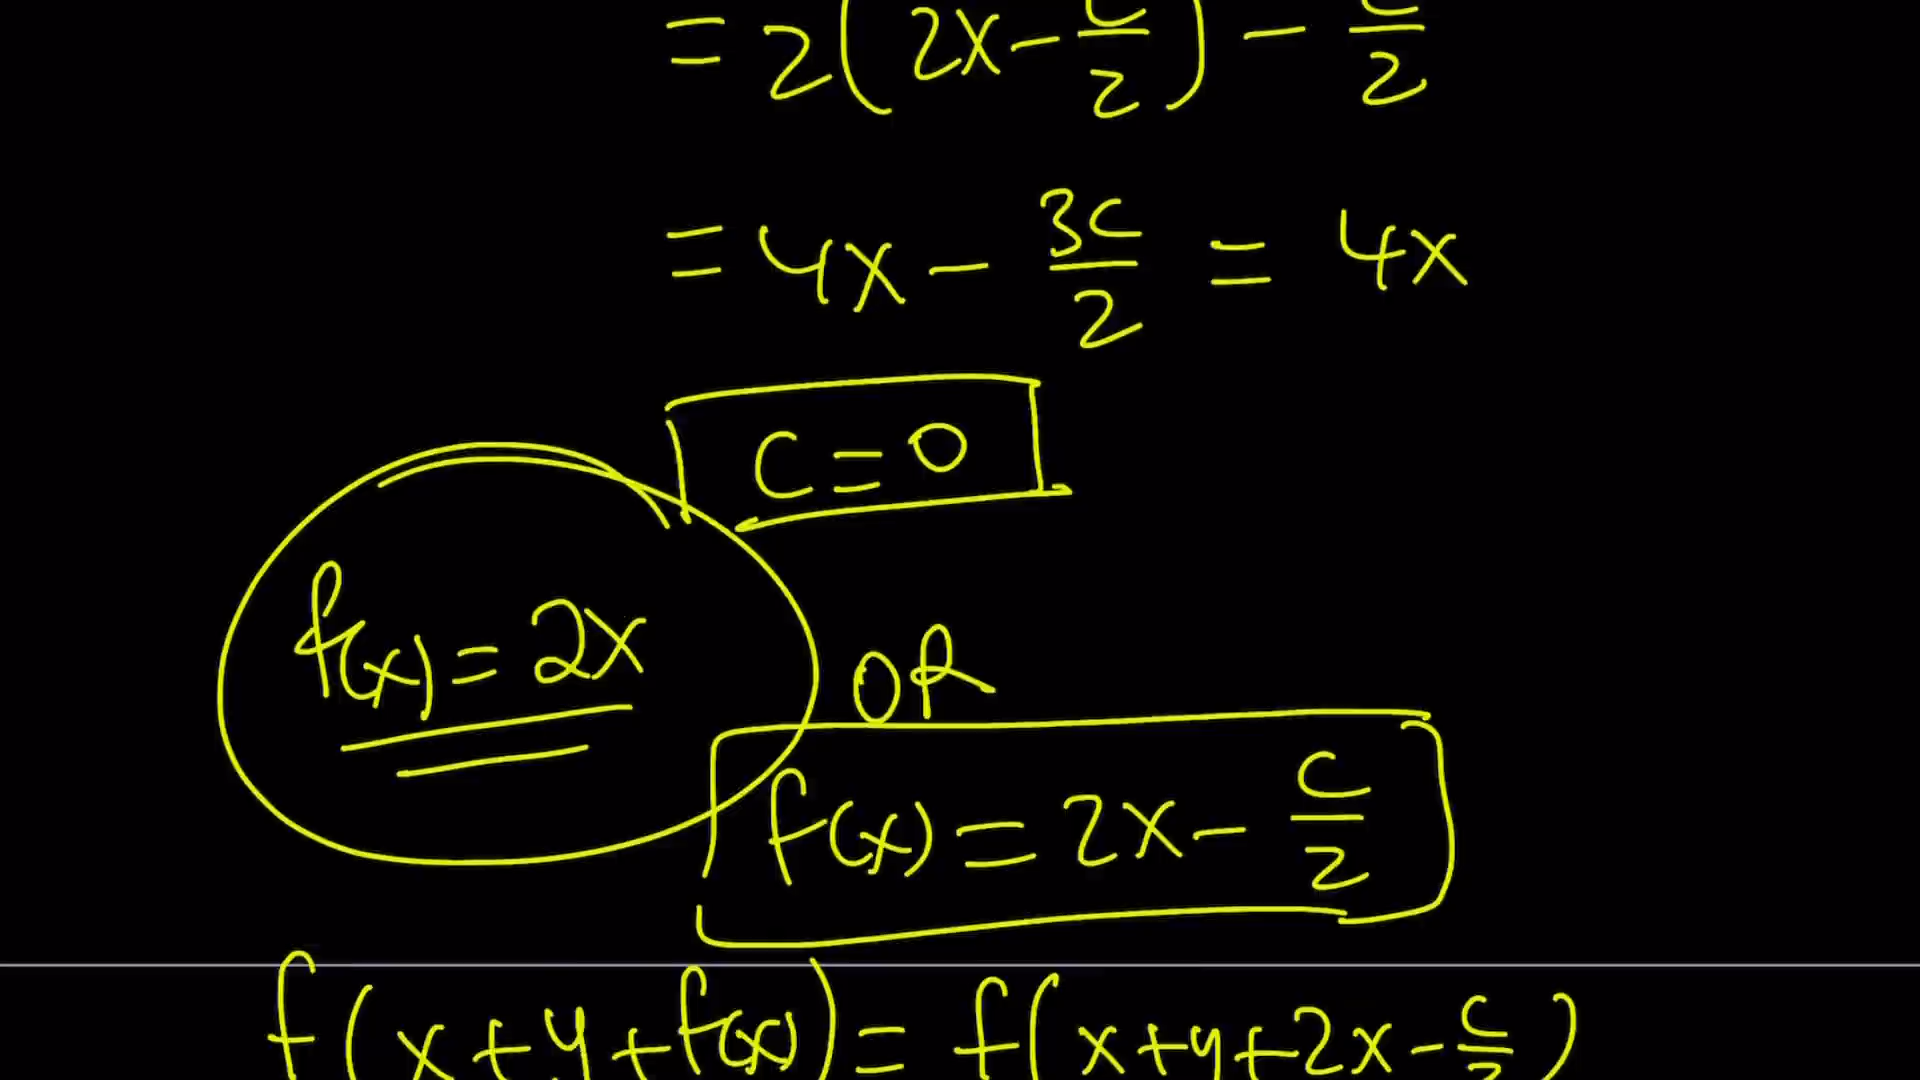 = 2(2x - c/2) - c/2
= 4x - 3c/2 = 4x
c = 0
f(x) = 2x OR
f(x) = 2x - c/2
f(x+y+f(x)) = f(x+y+2x - c/2)